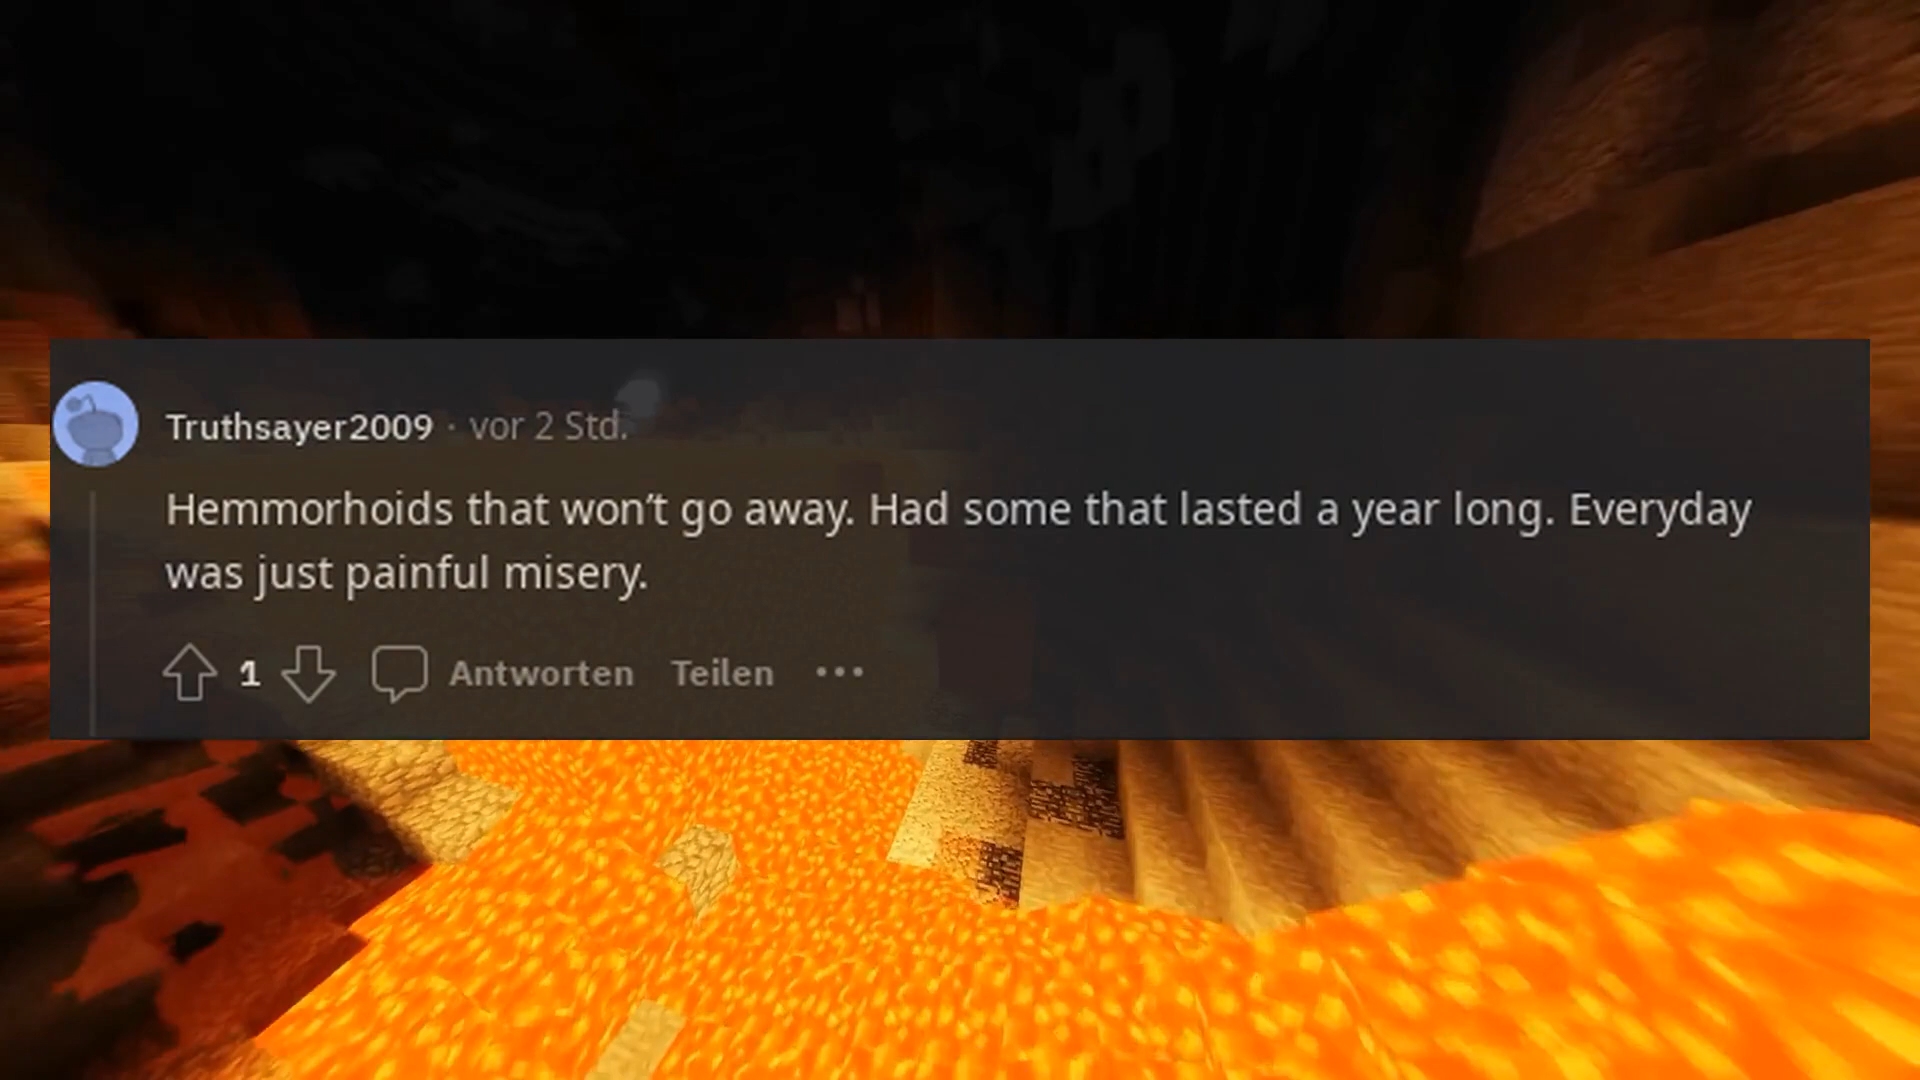 Truthsayer2009 · vor 2 Std.
Hemmorhoids that won't go away. Had some that lasted a year long. Everyday
was just painful misery.
1 Antworten Teilen ...